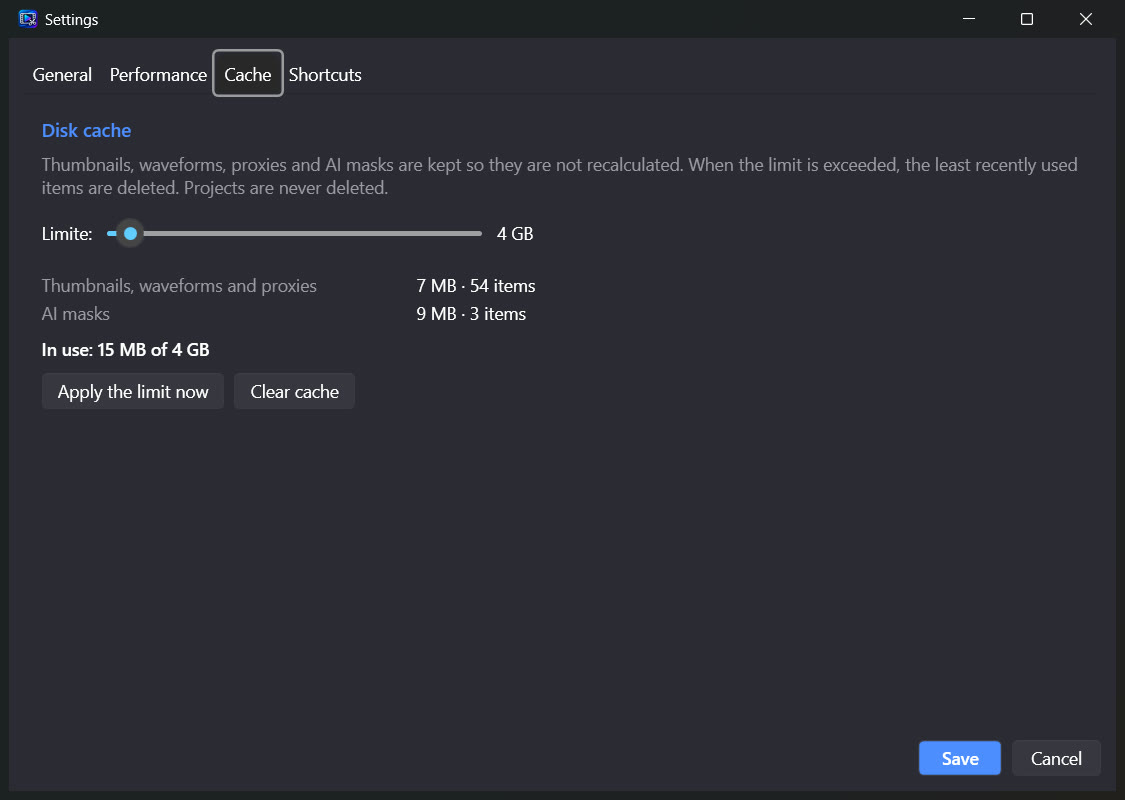 Settings
General Performance Cache Shortcuts
Disk cache
Thumbnails, waveforms, proxies and AI masks are kept so they are not recalculated. When the limit is exceeded, the least recently used
items are deleted. Projects are never deleted.
Limite: 4 GB
Thumbnails, waveforms and proxies 7 MB · 54 items
AI masks 9 MB · 3 items
In use: 15 MB of 4 GB
Apply the limit now Clear cache
Save Cancel